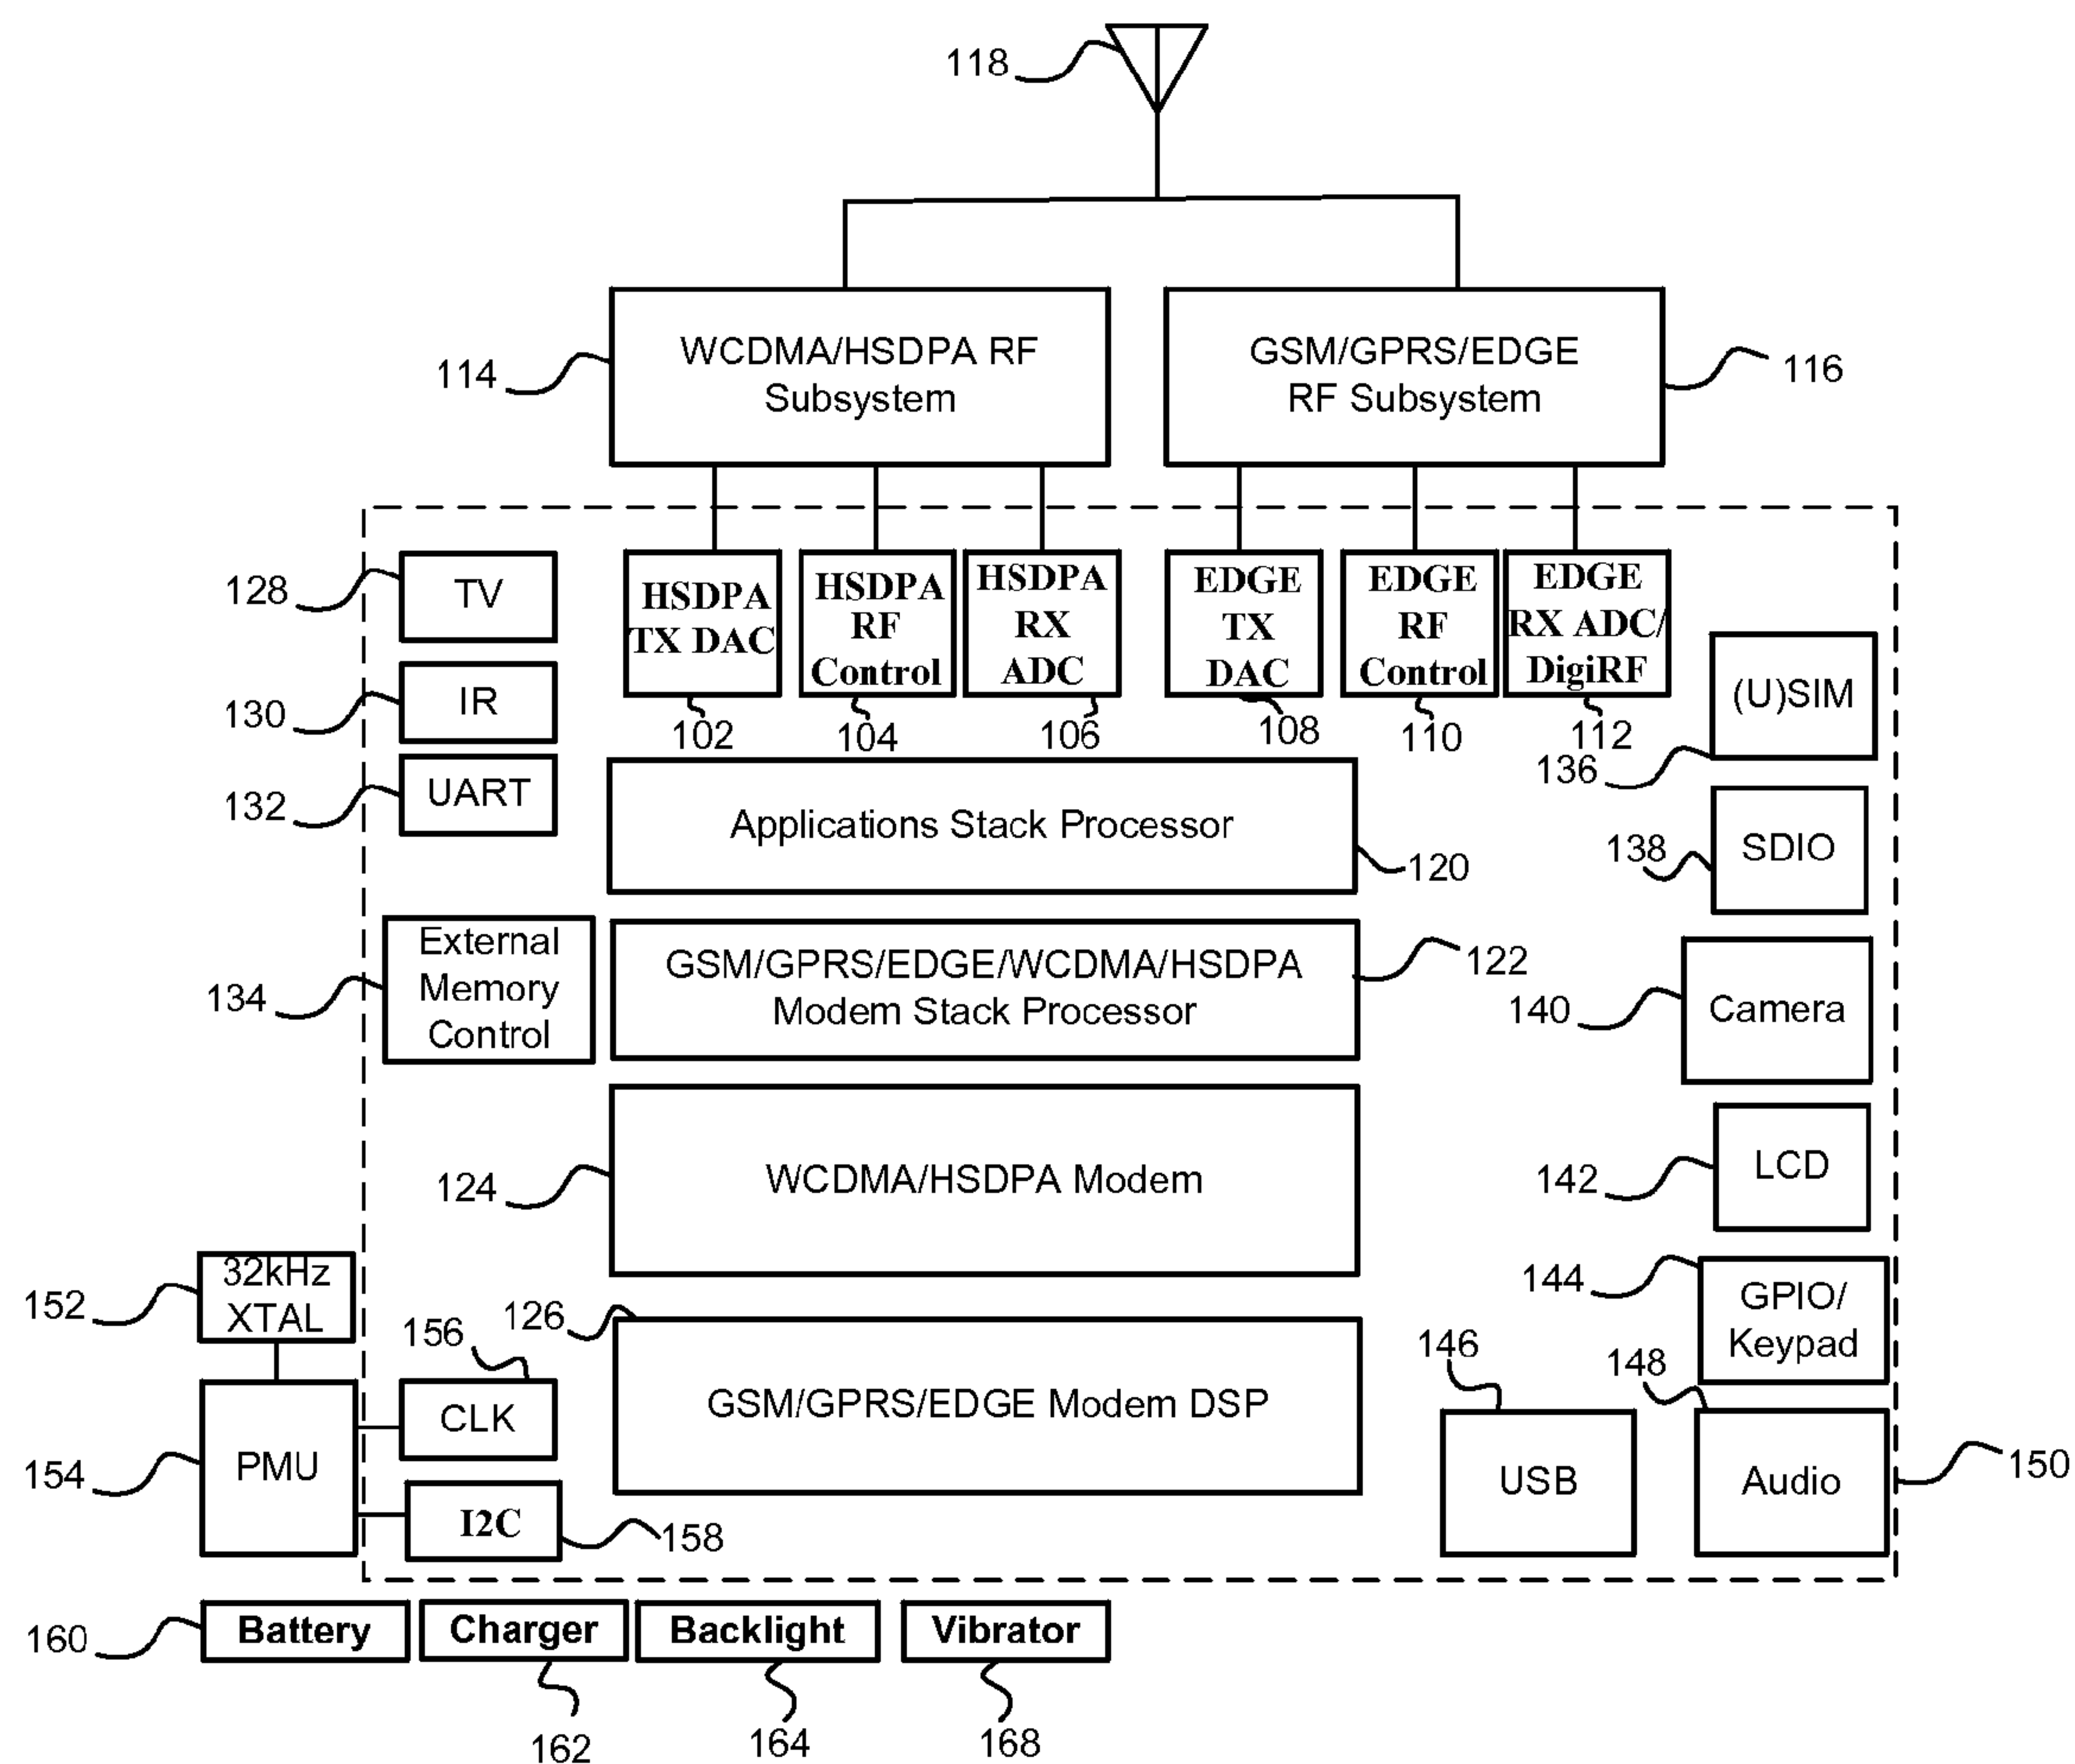 118
WCDMA/HSDPA RF
Subsystem
114
GSM/GPRS/EDGE
RF Subsystem
116
TV
128
IR
130
UART
132
HSDPA
TX DAC
102
HSDPA
RF
Control
104
HSDPA
RX
ADC
106
EDGE
TX
DAC
108
EDGE
RF
Control
110
EDGE
RX ADC/
DigiRF
112
(U)SIM
136
Applications Stack Processor
120
SDIO
138
External
Memory
Control
134
GSM/GPRS/EDGE/WCDMA/HSDPA
Modem Stack Processor
122
Camera
140
WCDMA/HSDPA Modem
124
LCD
142
32kHz
XTAL
152
GPIO/
Keypad
144
PMU
154
CLK
156
I2C
158
GSM/GPRS/EDGE Modem DSP
126
USB
146
Audio
148
150
Battery
160
Charger
162
Backlight
164
Vibrator
168